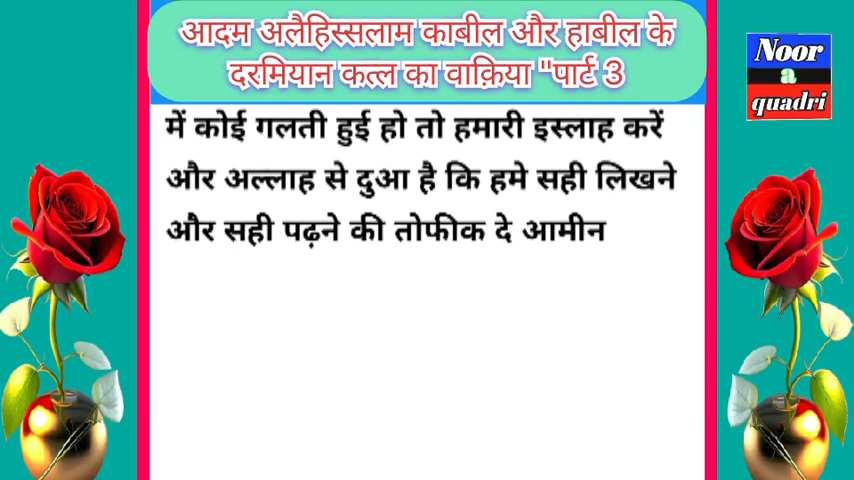 आदम अलैहिस्सलाम काबील और हाबील के
दरमियान कत्ल का वाक़िया "पार्ट 3
Noor
a
quadri
में कोई गलती हुई हो तो हमारी इस्लाह करें
और अल्लाह से दुआ है कि हमे सही लिखने
और सही पढ़ने की तोफीक दे आमीन